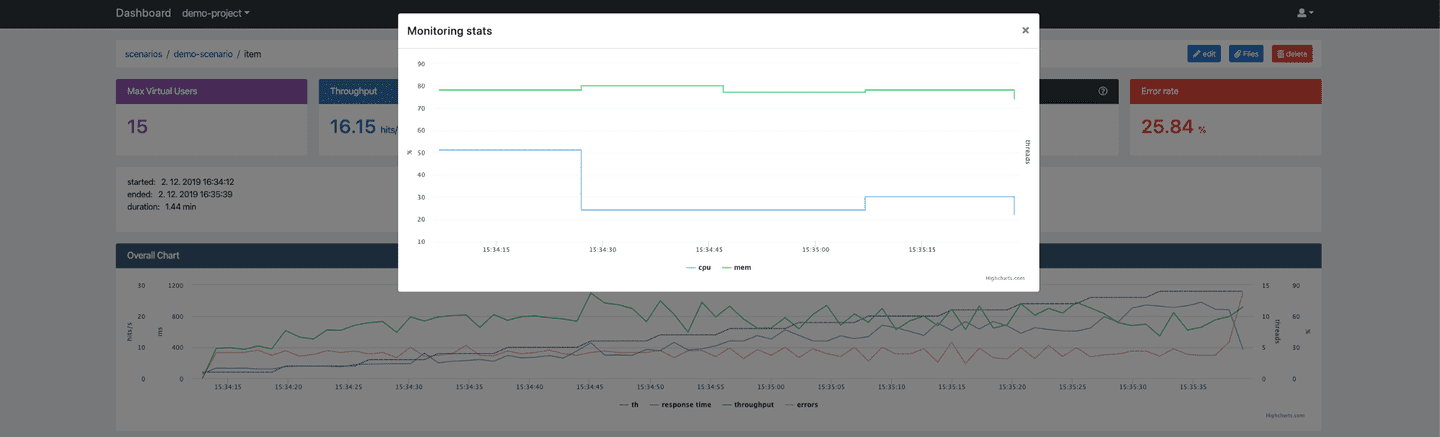 Dashboard demo-project
Monitoring stats ×
scenarios / demo-scenario / item
edit Files delete
Max Virtual Users
Throughput
Error rate
15
16.15 hits/
25.84 %
started: 2. 12. 2019 16:34:12
ended: 2. 12. 2019 16:35:39
duration: 1.44 min
90
80
70
60
50
40
30
20
10
%
threads
15:34:15 15:34:30 15:34:45 15:35:00 15:35:15
cpu mem
Highcharts.com
Overall Chart
30 1200 15 90
20 800 10 60
10 400 5 30
0 0 0 0
hits/s
ms
threads
%
15:34:15 15:34:20 15:34:25 15:34:30 15:34:35 15:34:40 15:34:45 15:34:50 15:34:55 15:35:00 15:35:05 15:35:10 15:35:15 15:35:20 15:35:25 15:35:30 15:35:35
th response time throughput errors
Highcharts.com